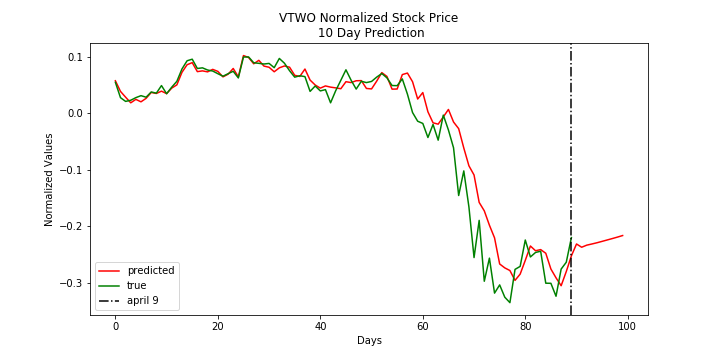 VTWO Normalized Stock Price
10 Day Prediction
Normalized Values
0.1
0.0
−0.1
−0.2
−0.3
predicted
true
april 9
0
20
40
60
80
100
Days